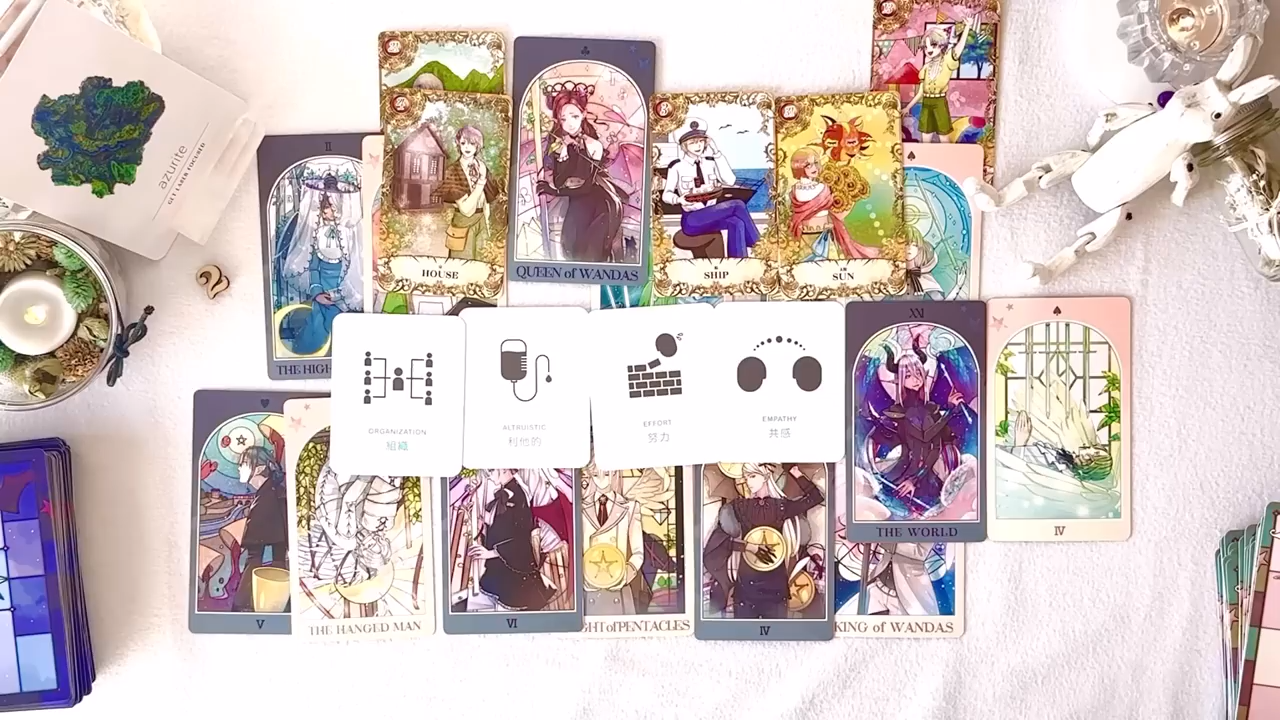 azurite
GET LASER FOCUSED
II
THE HIGH
HOUSE
QUEEN of WANDAS
SHIP
SUN
ORGANIZATION
組織
ALTRUISTIC
利他的
EFFORT
努力
EMPATHY
共感
XXI
THE WORLD
IV
V
THE HANGED MAN
VI
GHT of PENTACLES
IV
KING of WANDAS